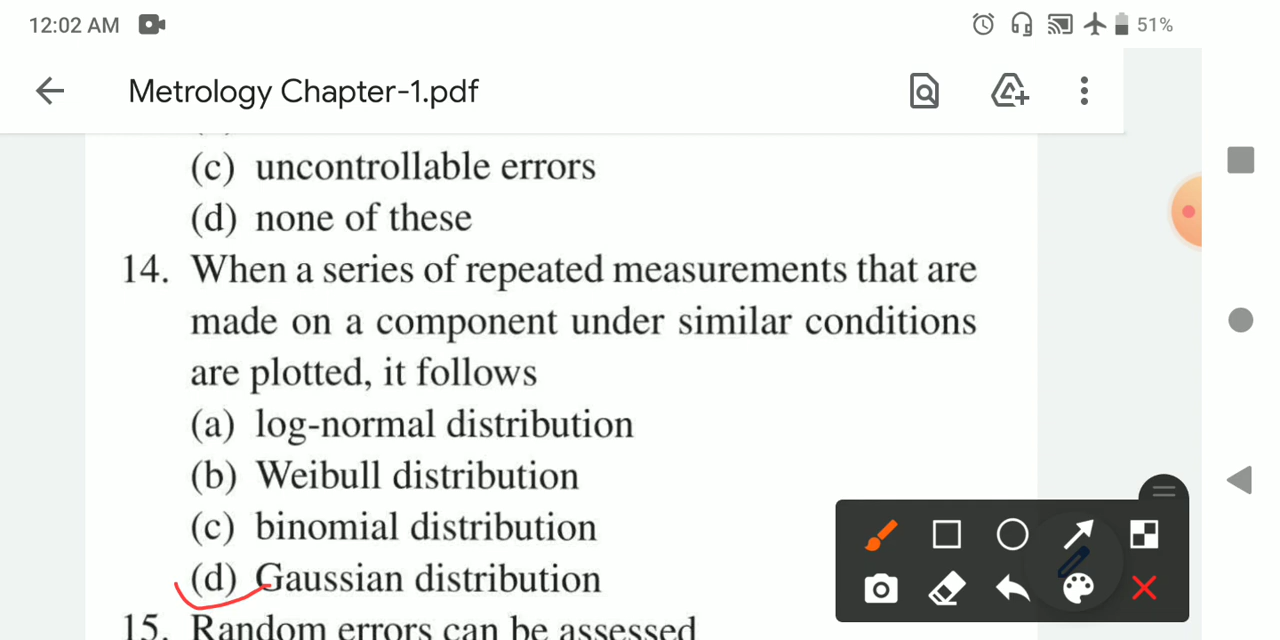 12:02 AM
51%
Metrology Chapter-1.pdf
(c) uncontrollable errors
(d) none of these
14. When a series of repeated measurements that are
made on a component under similar conditions
are plotted, it follows
(a) log-normal distribution
(b) Weibull distribution
(c) binomial distribution
(d) Gaussian distribution
15. Random errors can be assessed